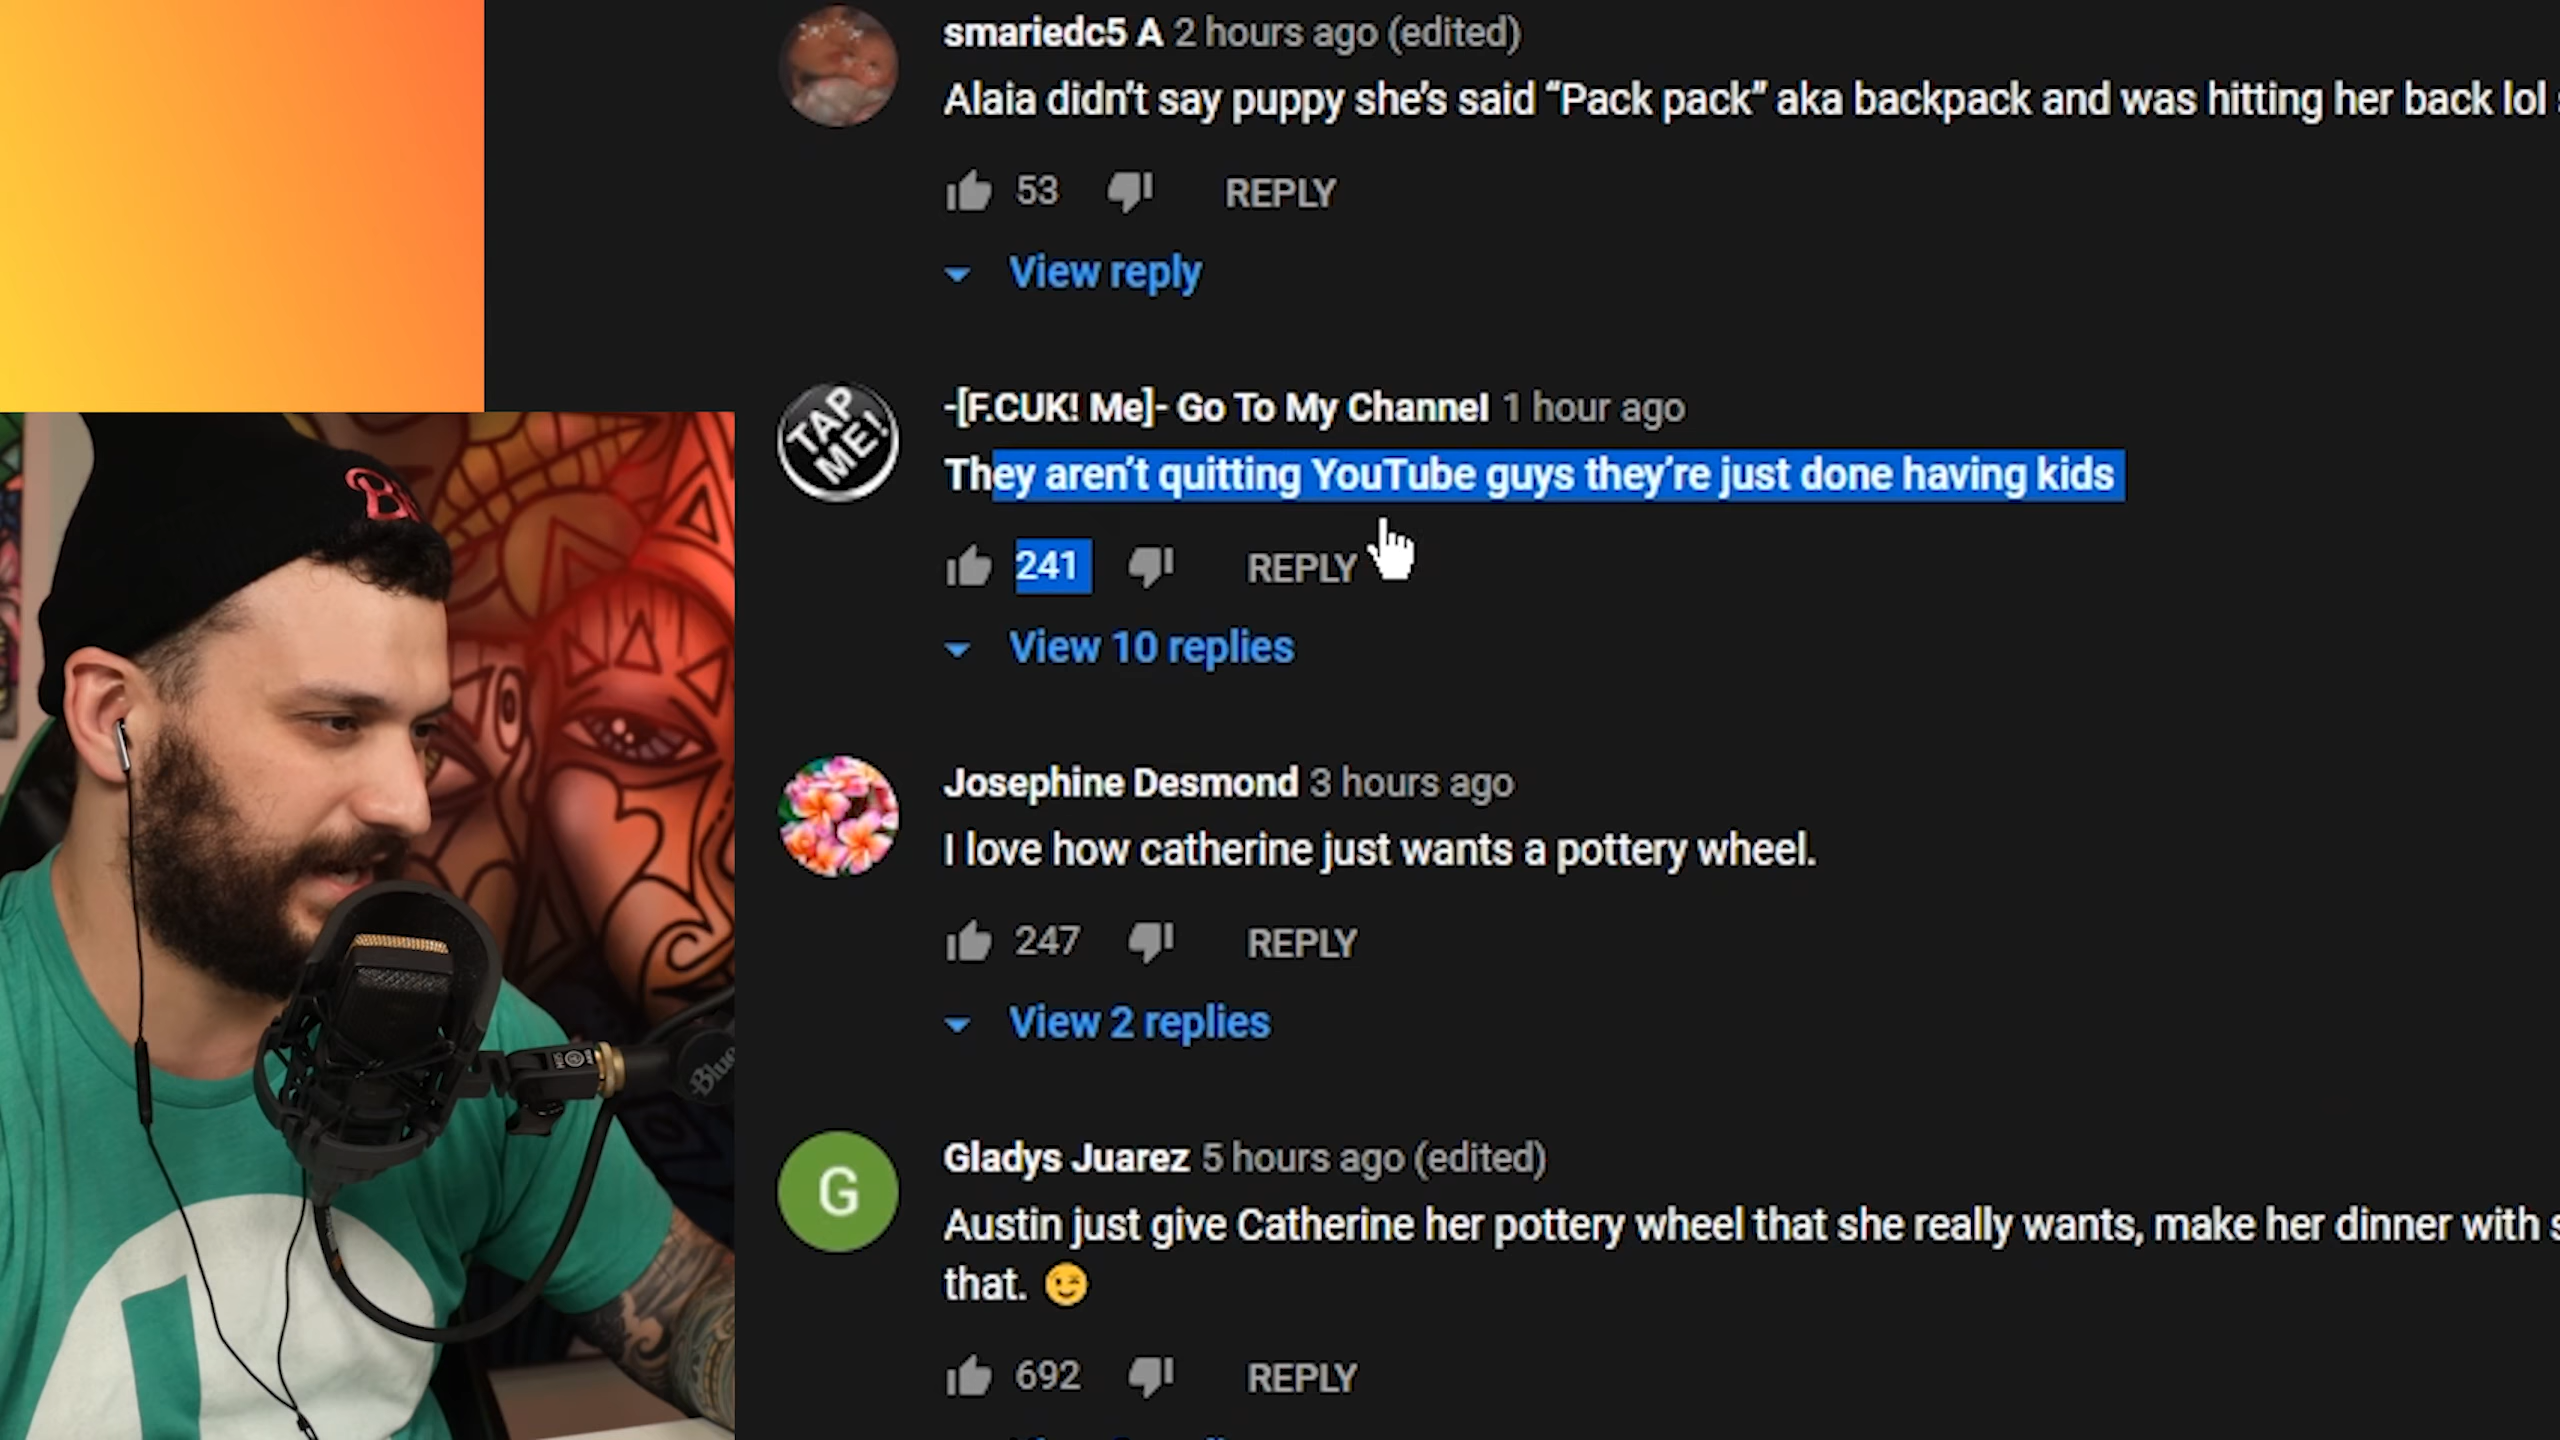 smariedc5 A 2 hours ago (edited)
Alaia didn't say puppy she's said “Pack pack” aka backpack and was hitting her back lol
53 REPLY
View reply
TAP ME!
-[F.CUK! Me]- Go To My Channel 1 hour ago
They aren't quitting YouTube guys they're just done having kids
241 REPLY
View 10 replies
Josephine Desmond 3 hours ago
I love how catherine just wants a pottery wheel.
247 REPLY
View 2 replies
G
Gladys Juarez 5 hours ago (edited)
Austin just give Catherine her pottery wheel that she really wants, make her dinner with
that. 😉
692 REPLY
Blue